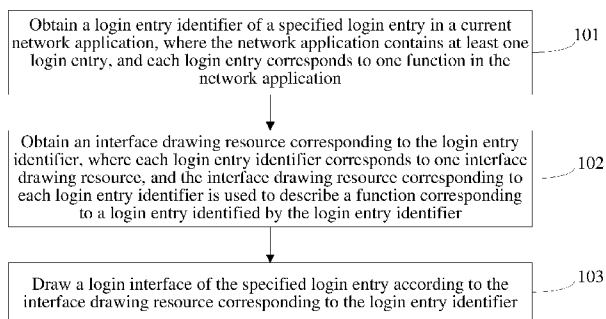 Obtain a login entry identifier of a specified login entry in a current
network application, where the network application contains at least one
login entry, and each login entry corresponds to one function in the
network application
101
Obtain an interface drawing resource corresponding to the login entry
identifier, where each login entry identifier corresponds to one interface
drawing resource, and the interface drawing resource corresponding to
each login entry identifier is used to describe a function corresponding
to a login entry identified by the login entry identifier
102
Draw a login interface of the specified login entry according to the
interface drawing resource corresponding to the login entry identifier
103